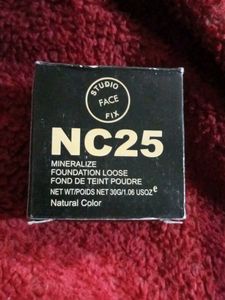 STUDIO
FACE
FIX
NC25
MINERALIZE
FOUNDATION LOOSE
FOND DE TEINT POUDRE
NET WT/POIDS NET 30G/1.06 USOZ e
Natural Color